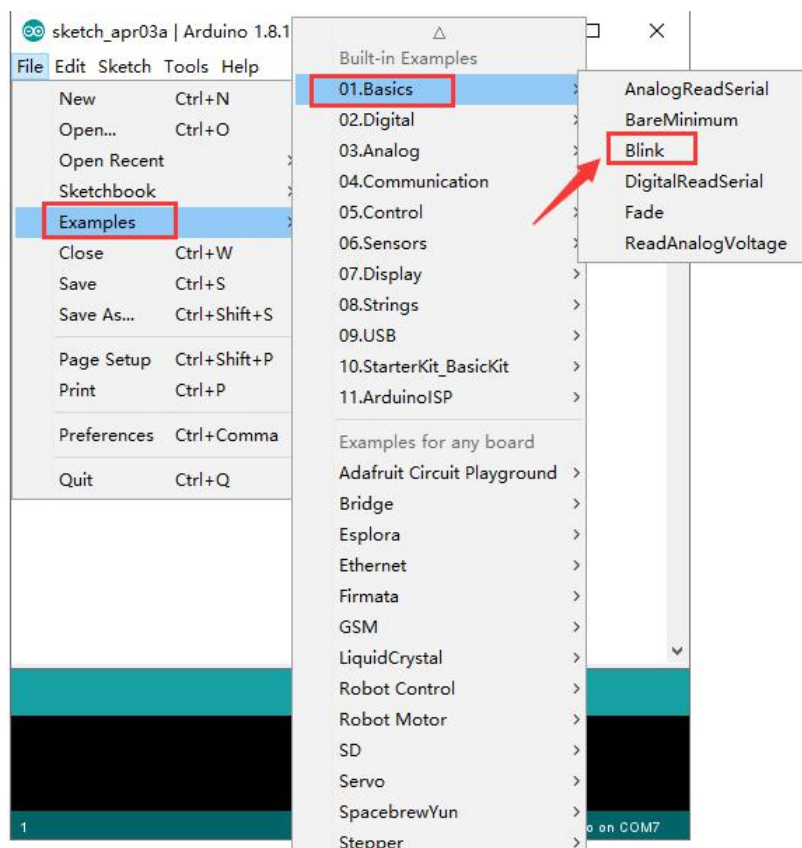 sketch_apr03a | Arduino 1.8.1
File Edit Sketch Tools Help
New Ctrl+N
Open... Ctrl+O
Open Recent
Sketchbook
Examples
Close Ctrl+W
Save Ctrl+S
Save As... Ctrl+Shift+S
Page Setup Ctrl+Shift+P
Print Ctrl+P
Preferences Ctrl+Comma
Quit Ctrl+Q
Built-in Examples
01.Basics
02.Digital
03.Analog
04.Communication
05.Control
06.Sensors
07.Display
08.Strings
09.USB
10.StarterKit_BasicKit
11.ArduinoISP
Examples for any board
Adafruit Circuit Playground
Bridge
Esplora
Ethernet
Firmata
GSM
LiquidCrystal
Robot Control
Robot Motor
SD
Servo
SpacebrewYun
Stepper
AnalogReadSerial
BareMinimum
Blink
DigitalReadSerial
Fade
ReadAnalogVoltage
1
o on COM7